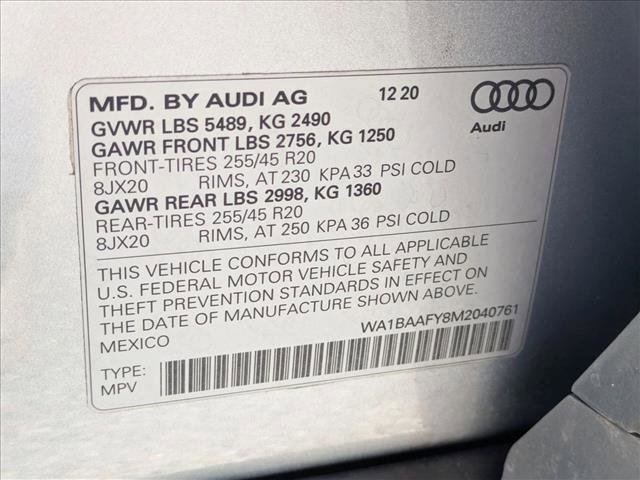 MFD. BY AUDI AG 12 20
Audi
GVWR LBS 5489, KG 2490
GAWR FRONT LBS 2756, KG 1250
FRONT-TIRES 255/45 R20
8JX20 RIMS, AT 230 KPA 33 PSI COLD
GAWR REAR LBS 2998, KG 1360
REAR-TIRES 255/45 R20
8JX20 RIMS, AT 250 KPA 36 PSI COLD
THIS VEHICLE CONFORMS TO ALL APPLICABLE
U.S. FEDERAL MOTOR VEHICLE SAFETY AND
THEFT PREVENTION STANDARDS IN EFFECT ON
THE DATE OF MANUFACTURE SHOWN ABOVE.
MEXICO WA1BAAFY8M2040761
TYPE:
MPV